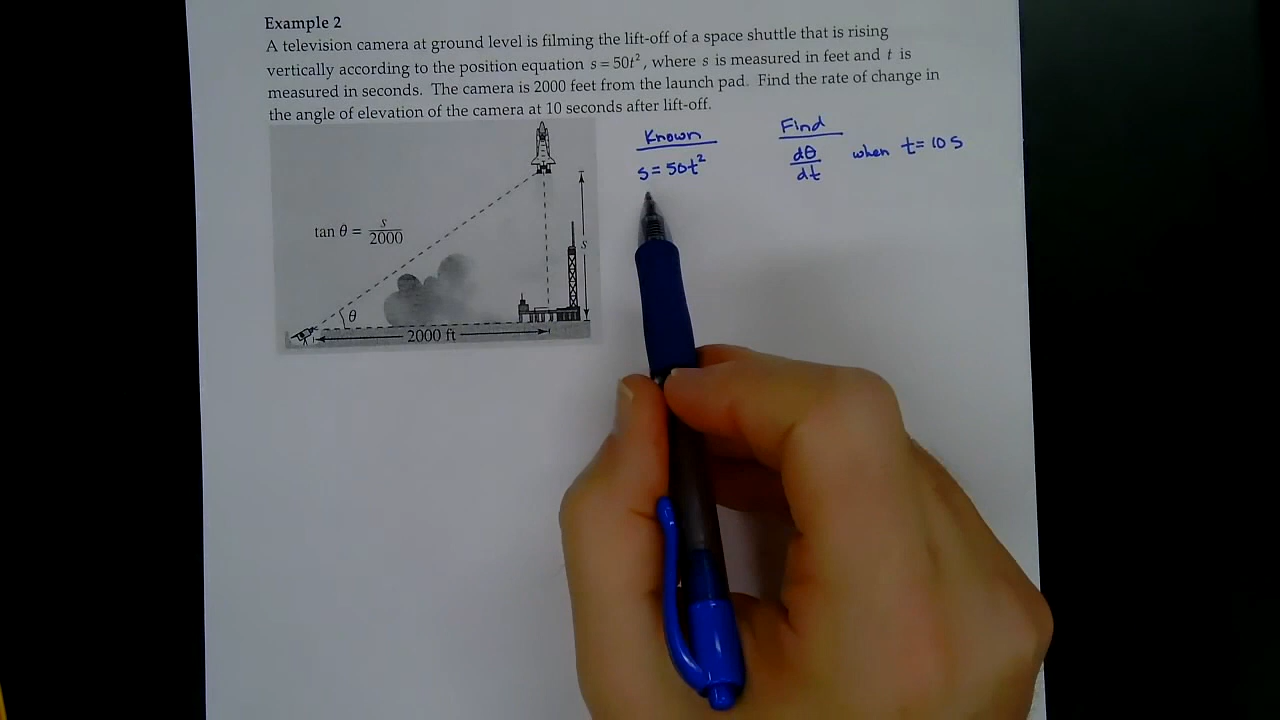 Example 2
A television camera at ground level is filming the lift-off of a space shuttle that is rising
vertically according to the position equation s = 50t², where s is measured in feet and t is
measured in seconds. The camera is 2000 feet from the launch pad. Find the rate of change in
the angle of elevation of the camera at 10 seconds after lift-off.
Known
s = 50t²
Find
dθ/dt when t = 10 s
tan θ = s/2000
s
θ
2000 ft